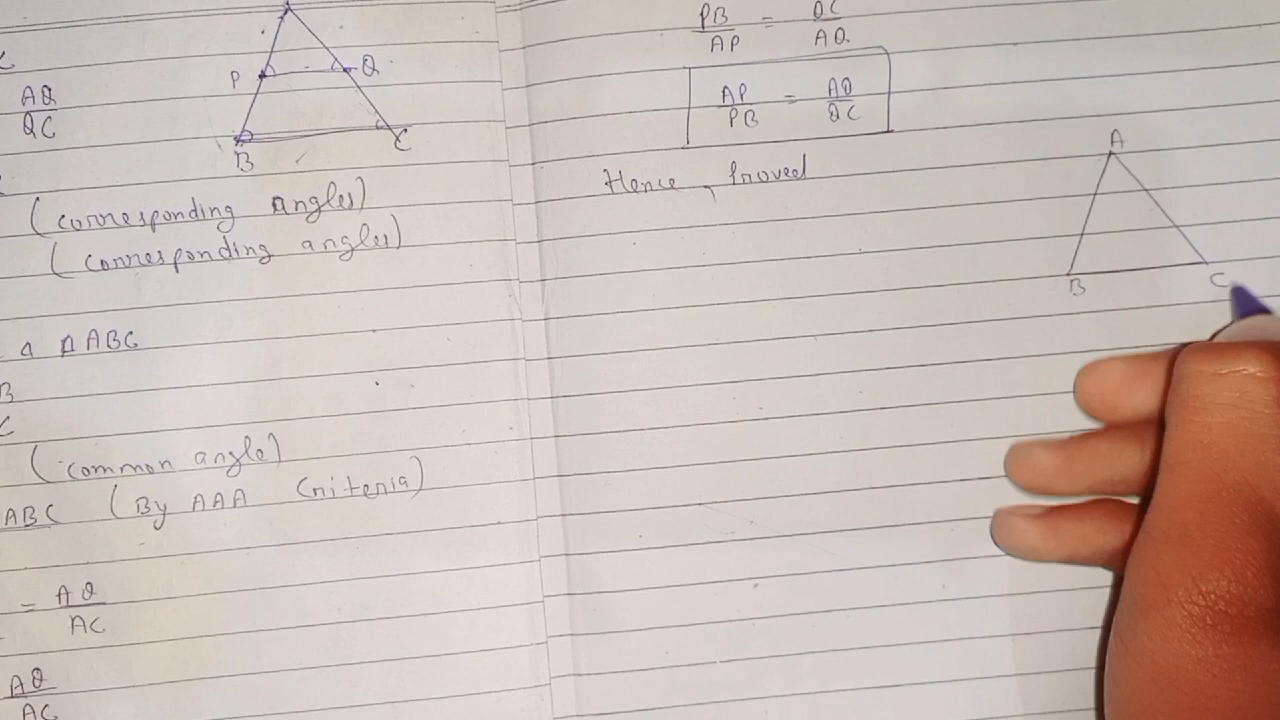 A
P Q
B C
AQ
QC
(corresponding angles)
(corresponding angles)
a ABC
B
C
(common angle)
ABC (By AAA Criteria)
= AQ
AC
AQ
AC
PB = QC
AP AQ
AP = AQ
PB QC
Hence, Proved
A
B C